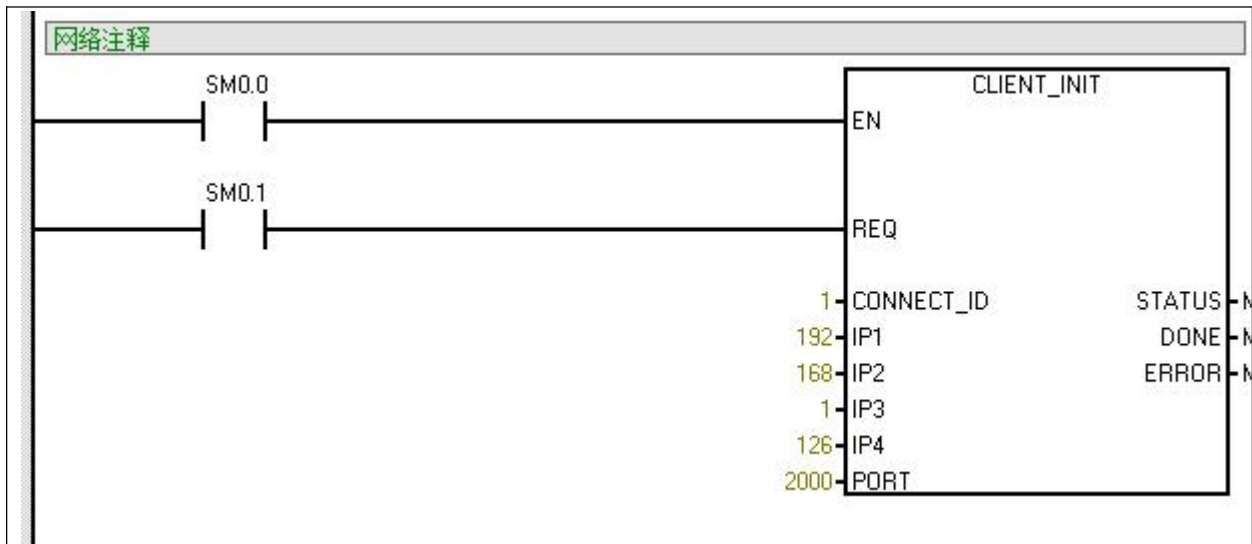 网络注释
SM0.0
CLIENT_INIT
EN
SM0.1
REQ
1 CONNECT_ID STATUS
192 IP1 DONE
168 IP2 ERROR
1 IP3
126 IP4
2000 PORT